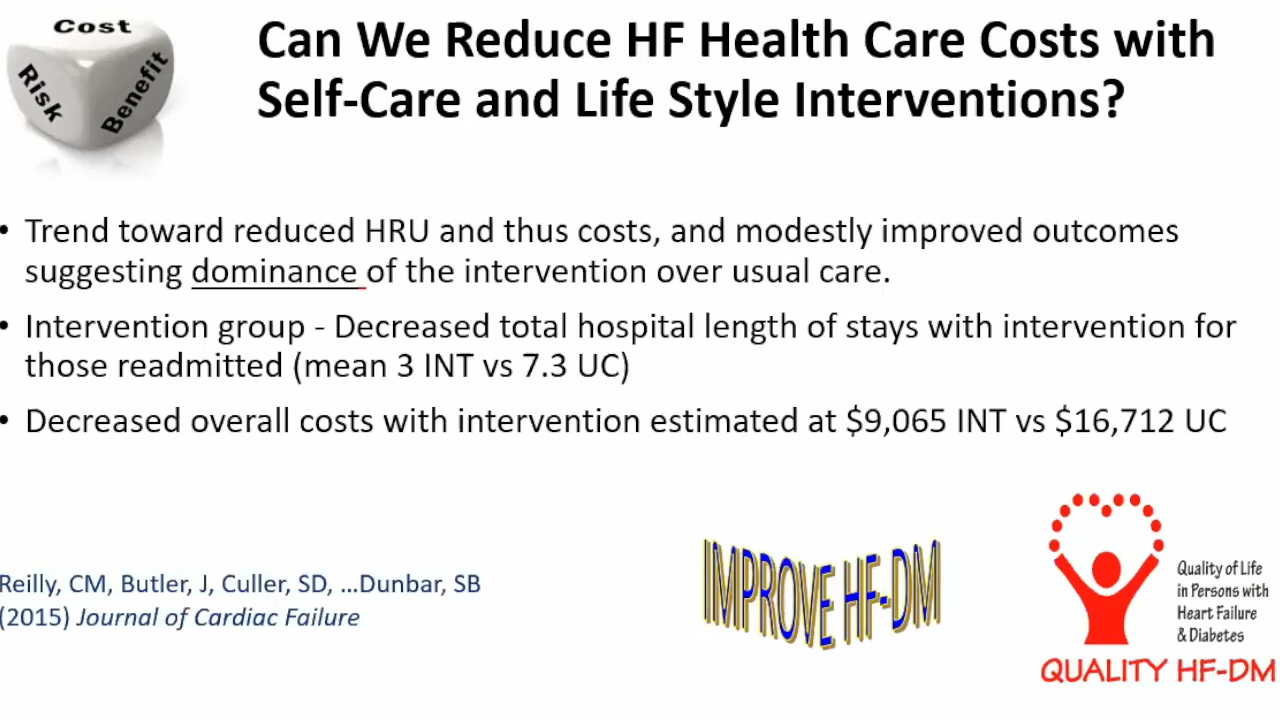 Cost
Risk
Benefit
Can We Reduce HF Health Care Costs with
Self-Care and Life Style Interventions?
• Trend toward reduced HRU and thus costs, and modestly improved outcomes
suggesting dominance of the intervention over usual care.
• Intervention group - Decreased total hospital length of stays with intervention for
those readmitted (mean 3 INT vs 7.3 UC)
• Decreased overall costs with intervention estimated at $9,065 INT vs $16,712 UC
Reilly, CM, Butler, J, Culler, SD, …Dunbar, SB
(2015) Journal of Cardiac Failure
IMPROVE HF-DM
Quality of Life
in Persons with
Heart Failure
& Diabetes
QUALITY HF-DM